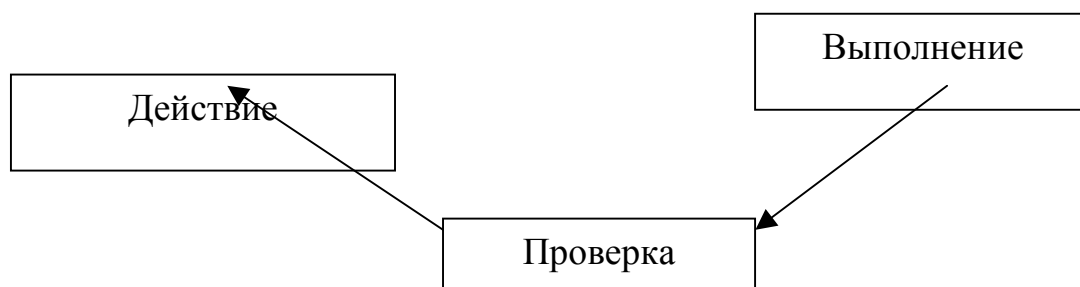 Выполнение
Действие
Проверка